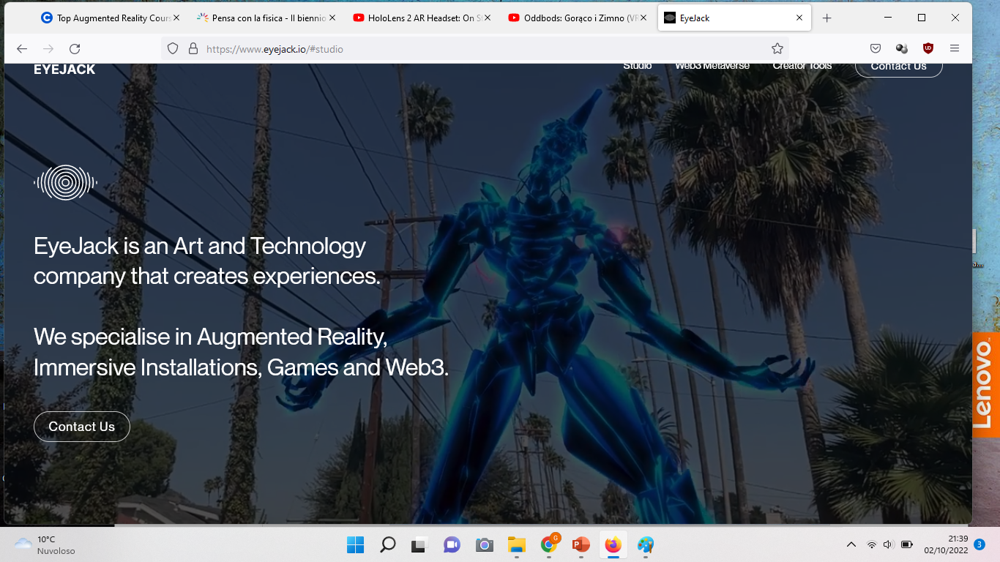 Top Augmented Reality Cours
Pensa con la fisica - Il biennio
HoloLens 2 AR Headset: On St
Oddbods: Gorąco i Zimno (VR
EyeJack
https://www.eyejack.io/#studio
EYEJACK
Studio
Web3 Metaverse
Creator Tools
Contact Us
EyeJack is an Art and Technology
company that creates experiences.
We specialise in Augmented Reality,
Immersive Installations, Games and Web3.
Contact Us
Lenovo
10°C
Nuvoloso
21:39
02/10/2022
3